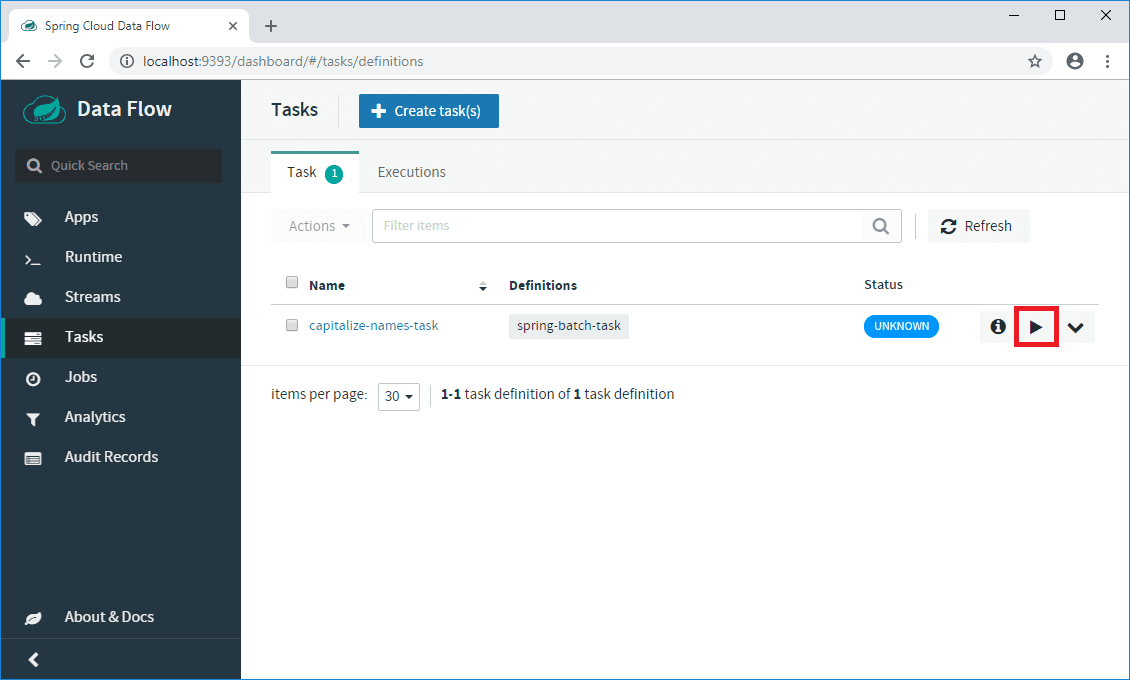 Spring Cloud Data Flow
localhost:9393/dashboard/#/tasks/definitions
Data Flow
Quick Search
Apps
Runtime
Streams
Tasks
Jobs
Analytics
Audit Records
About & Docs
Tasks
Create task(s)
Task 1 Executions
Actions Filter items Refresh
Name Definitions Status
capitalize-names-task spring-batch-task UNKNOWN
items per page: 30 1-1 task definition of 1 task definition